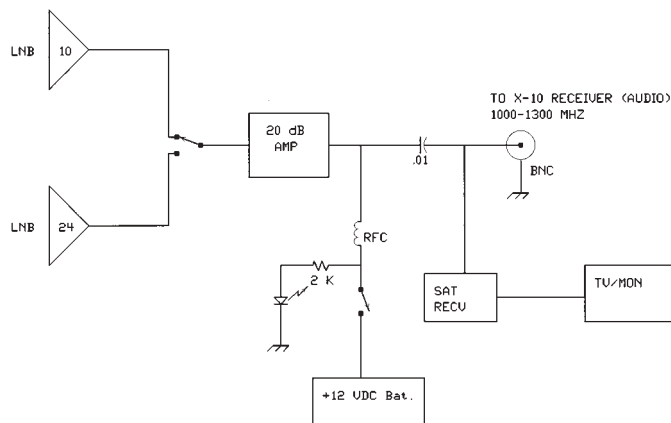 LNB 10
TO X-10 RECEIVER (AUDIO)
1000-1300 MHZ
20 dB
AMP
.01
BNC
LNB 24
RFC
2 K
SAT
RECV
TV/MON
+12 VDC Bat.